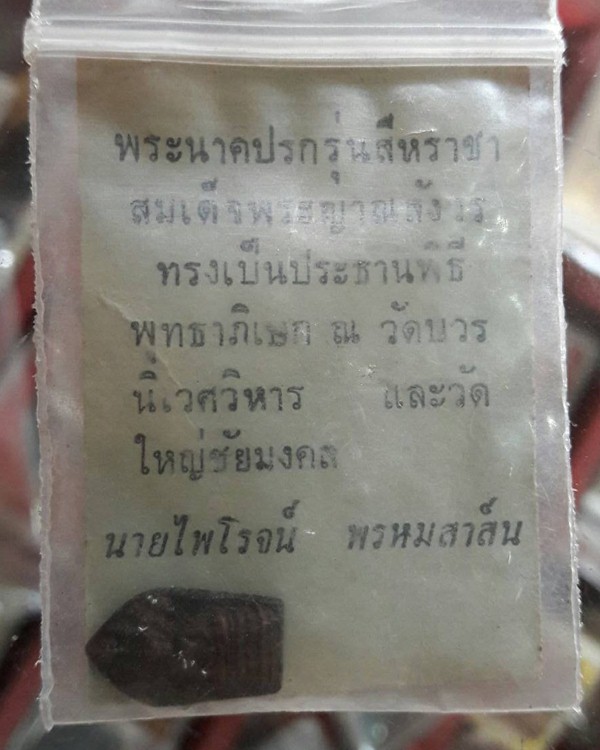 พระนาคปรกรุ่นสีหราชา
สมเด็จพระญาณสังวร
ทรงเป็นประธานพิธี
พุทธาภิเษก ณ วัดบวร
นิเวศวิหาร และวัด
ใหญ่ชัยมงคล
นายไพโรจน์ พรหมสาส์น